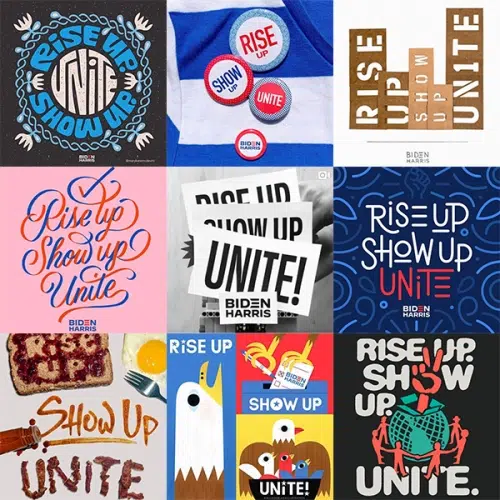 RISE UP
UNITE
SHOW UP
RISE
UP
SHOW
UP
UNITE
BIDEN
HARRIS
RISE
UP
SHOW
UP
UNITE
BIDEN
HARRIS
Rise up
Show up
Unite
BIDEN
HARRIS
RISE UP
SHOW UP
UNITE!
BIDEN
HARRIS
RISE UP
SHOW UP
UNITE
BIDEN
HARRIS
RISE
UP
SHOW UP
UNITE
RISE UP
BIDEN
HARRIS
SHOW UP
UNITE!
RISE UP.
SHOW
UP.
UNITE.